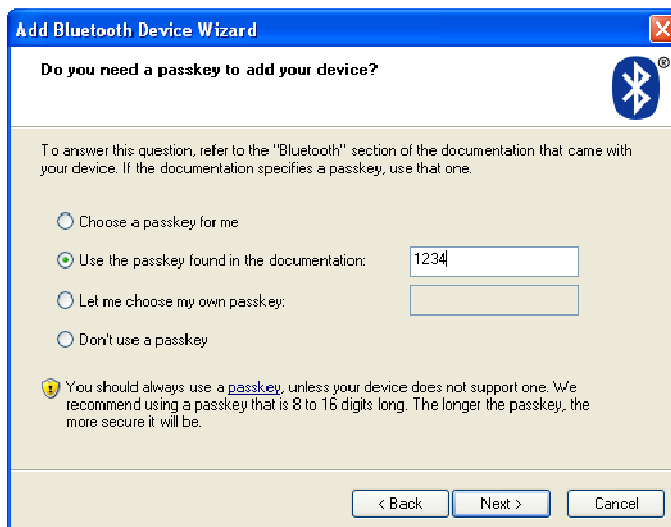 Add Bluetooth Device Wizard
Do you need a passkey to add your device?
®
To answer this question, refer to the "Bluetooth" section of the documentation that came with
your device. If the documentation specifies a passkey, use that one.
Choose a passkey for me
Use the passkey found in the documentation: 1234
Let me choose my own passkey:
Don't use a passkey
You should always use a passkey, unless your device does not support one. We
recommend using a passkey that is 8 to 16 digits long. The longer the passkey, the
more secure it will be.
< Back Next > Cancel